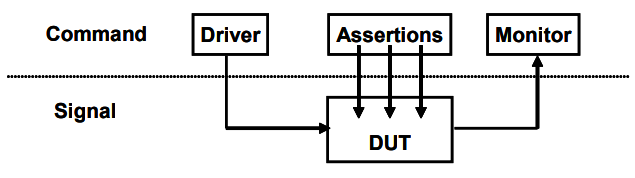 Command Driver Assertions Monitor
Signal
DUT